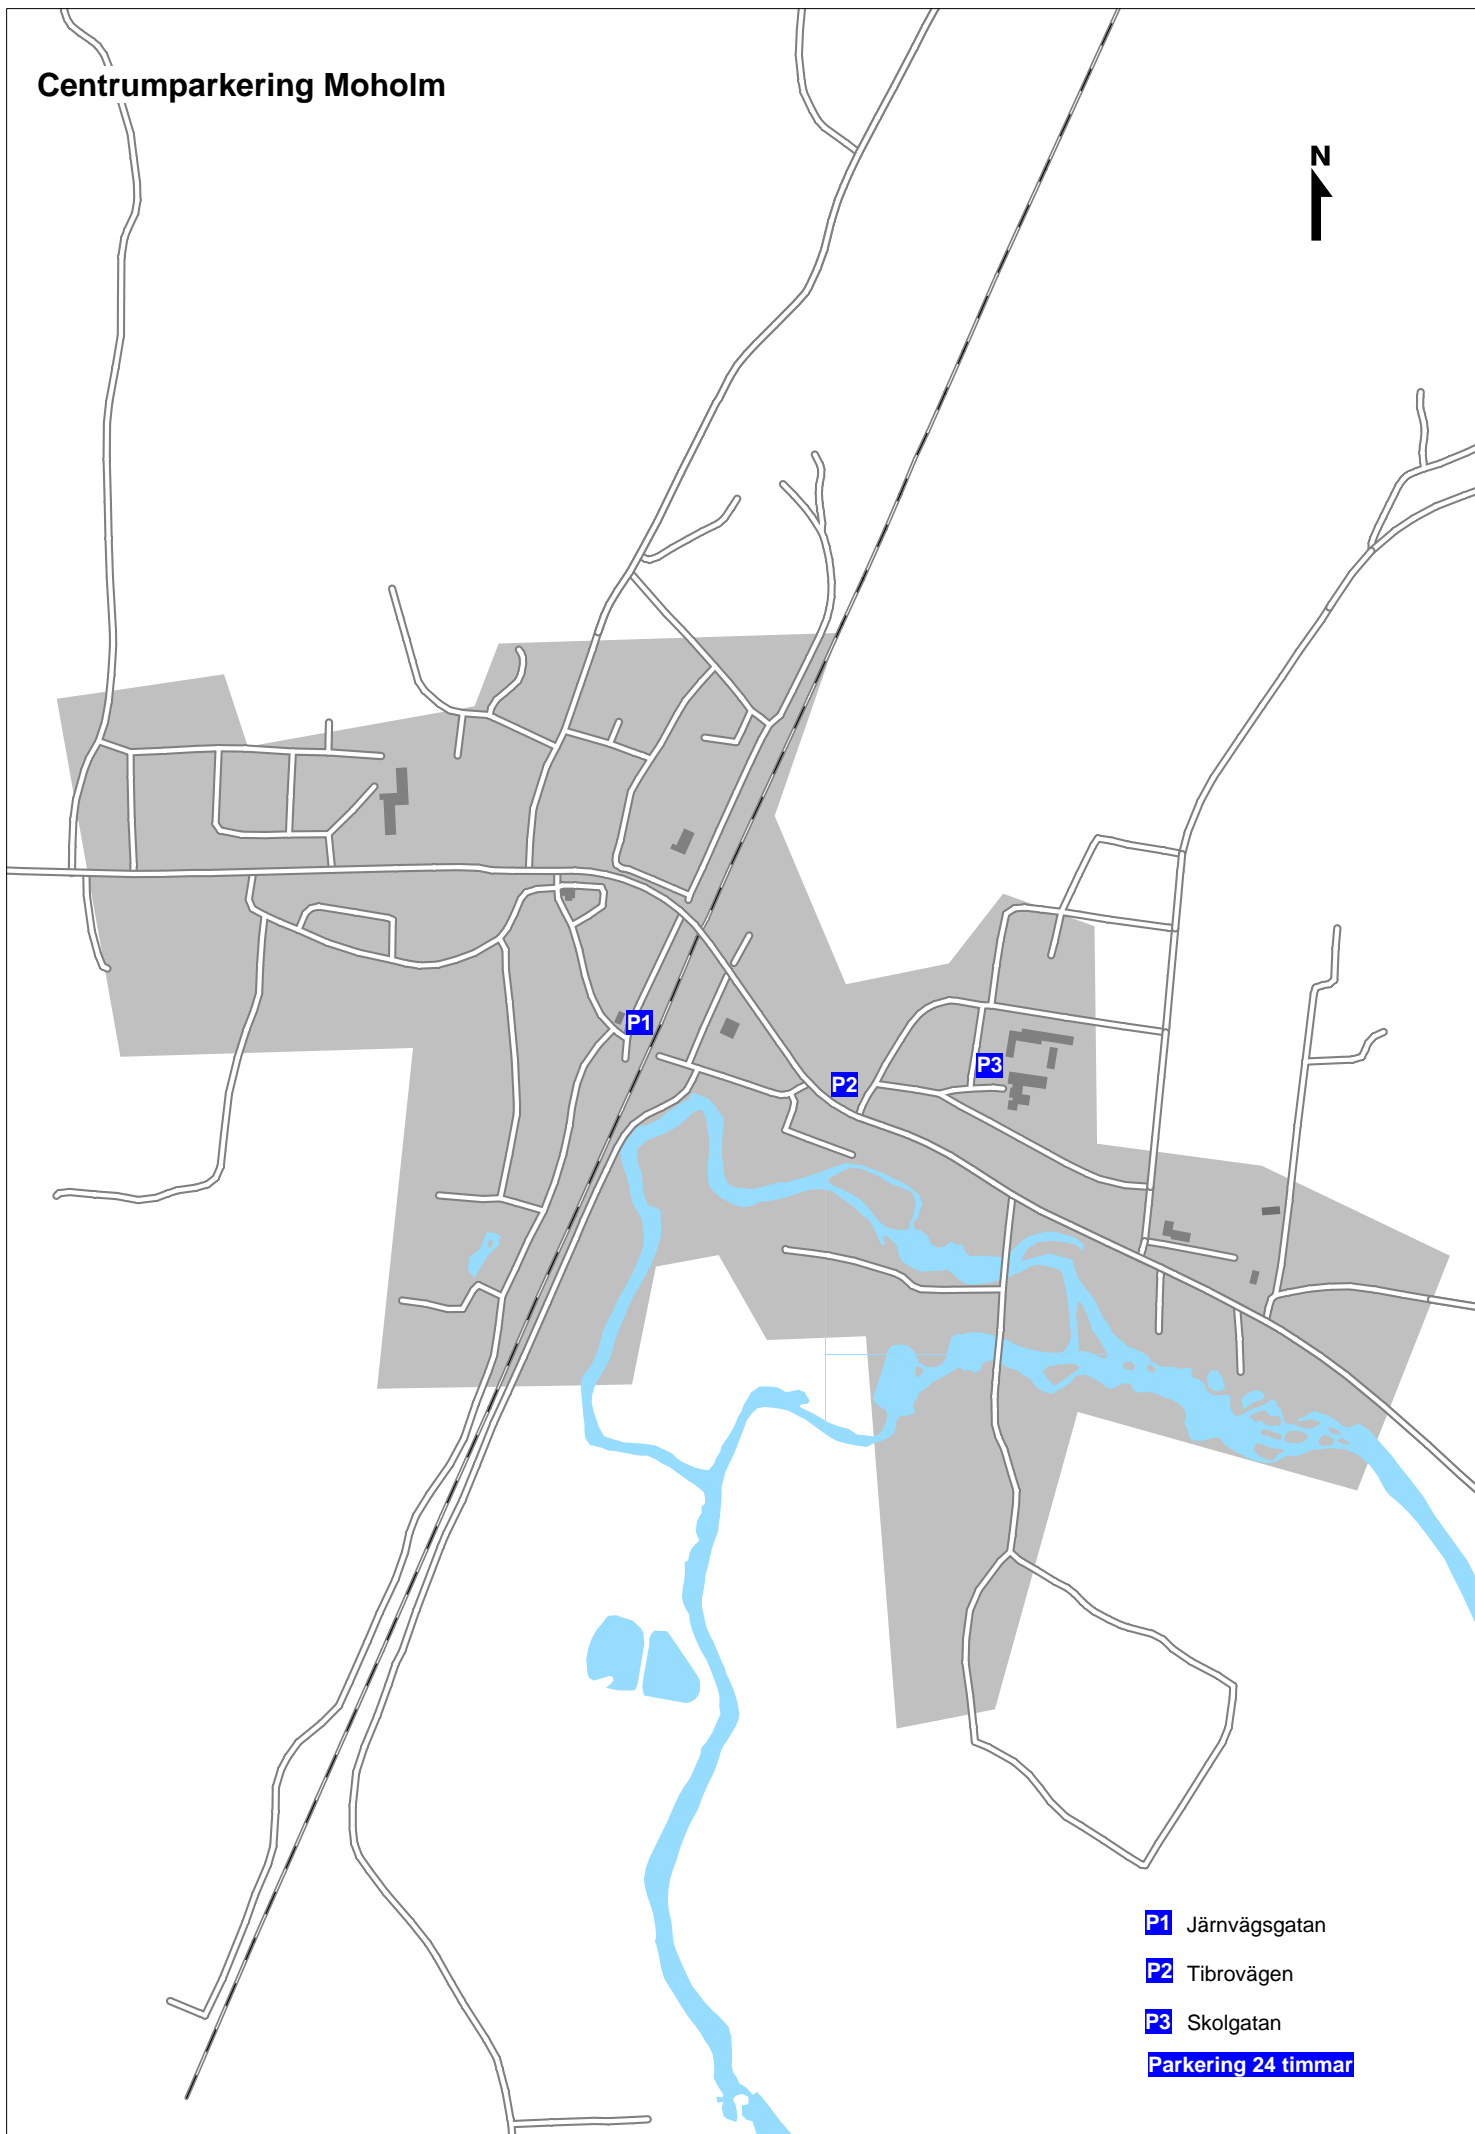 Centrumparkering Moholm
N
P1
P2
P3
P1 Järnvägsgatan
P2 Tibrovägen
P3 Skolgatan
Parkering 24 timmar